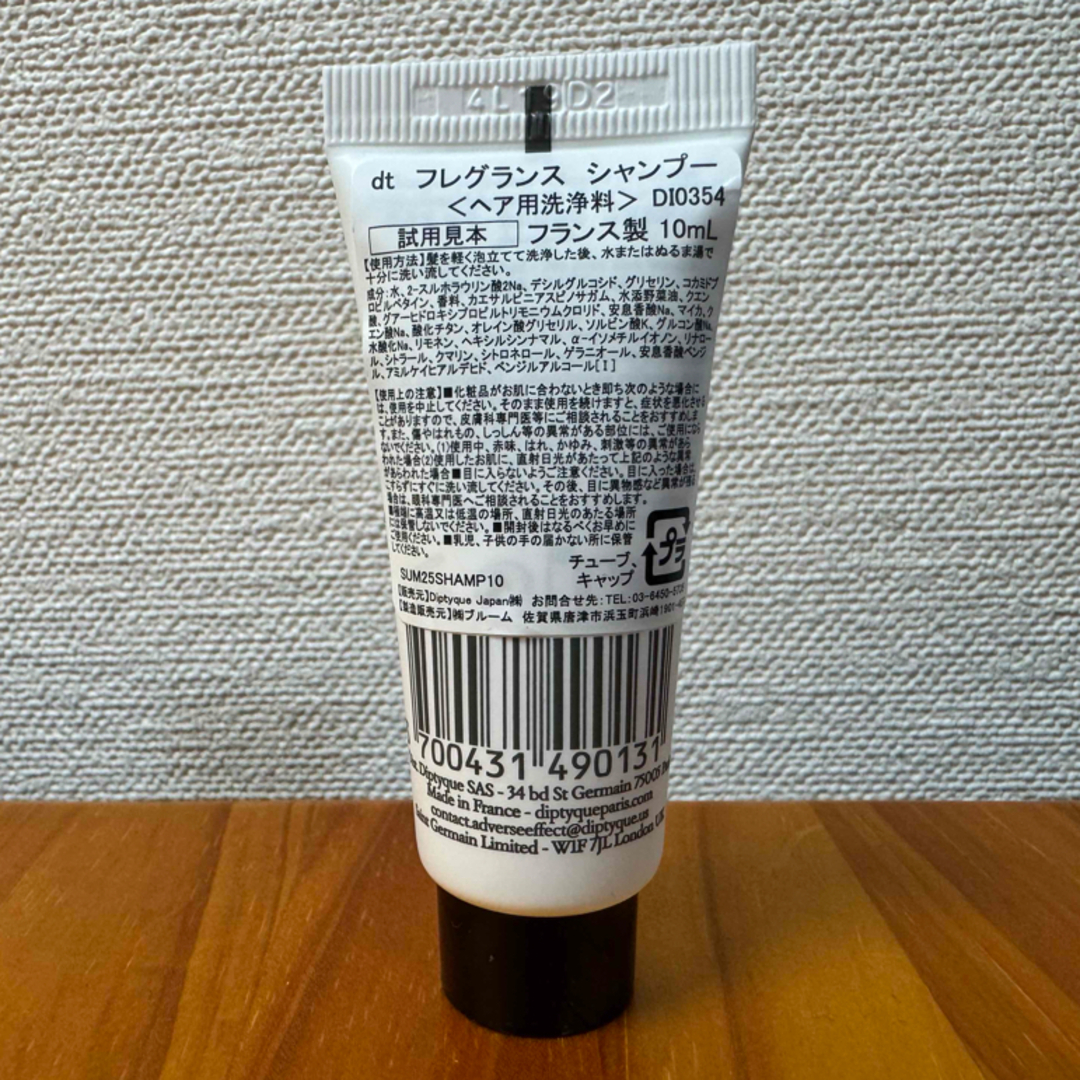 dt フレグランス シャンプー
<ヘア用洗浄料> DI0354
試用見本 フランス製 10mL
【使用方法】髪を軽く泡立てて洗浄した後、水またはぬるま湯で
十分に洗い流してください。
成分:水、2-スルホラウリン酸2Na、デシルグルコシド、グリセリン、コカミドプ
ロピルベタイン、香料、カエサルピニアスピノサガム、水添野菜油、クエン
酸、グアーヒドロキシプロピルトリモニウムクロリド、安息香酸Na、マイカ、ク
エン酸Na、酸化チタン、オレイン酸グリセリル、ソルビン酸K、グルコン酸Na、
水酸化Na、リモネン、ヘキシルシンナマル、α-イソメチルイオノン、リナロー
ル、シトラール、クマリン、シトロネロール、ゲラニオール、安息香酸ベンジ
ル、アミルケイヒアルデヒド、ベンジルアルコール[I]
【使用上の注意】■化粧品がお肌に合わないとき即ち次のような場合に
は、使用を中止してください。そのまま使用を続けますと、症状を悪化させる
ことがありますので、皮膚科専門医等にご相談されることをおすすめしま
す。また、傷やはれもの、しっしん等の異常がある部位には、ご使用になら
ないでください。(1)使用中、赤味、はれ、かゆみ、刺激等の異常があら
われた場合(2)使用したお肌に、直射日光があたって上記のような異常
があらわれた場合■目に入らないようご注意ください。目に入った場合は、
こすらずにすぐに洗い流してください。その後、目に異物感など異常が残る
場合は、眼科専門医へご相談されることをおすすめします。
■極端に高温又は低温の場所、直射日光のあたる場所
には保管しないでください。■開封後はなるべくお早めに
ご使用ください。■乳児、子供の手の届かない所に保管
してください。
プラ
チューブ、
キャップ
SUM25SHAMP10
【販売元】Diptyque Japan㈱ お問合せ先:TEL:03-6450-
【製造販売元】㈱ブルーム 佐賀県唐津市浜玉町浜崎1901-
700431 490131
Diptyque SAS - 34 bd St Germain 75005
Made in France - diptyqueparis.com
contact.adverseeffect@diptyque.us
Saint Germain Limited - W1F 7JL London